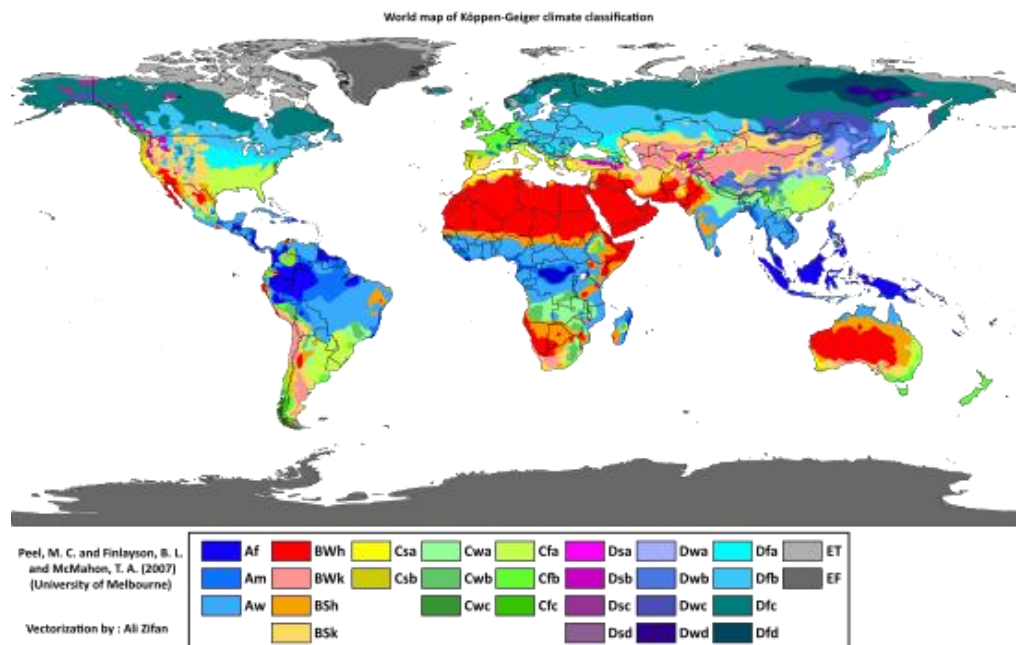 World map of Köppen-Geiger climate classification
Peel, M. C. and Finlayson, B. L.
and McMahon, T. A. (2007)
(University of Melbourne)
Vectorization by : Ali Zifan
Af BWh Csa Cwa Cfa Dsa Dwa Dfa ET
Am BWk Csb Cwb Cfb Dsb Dwb Dfb EF
Aw BSh Cwc Cfc Dsc Dwc Dfc
BSk Dsd Dwd Dfd